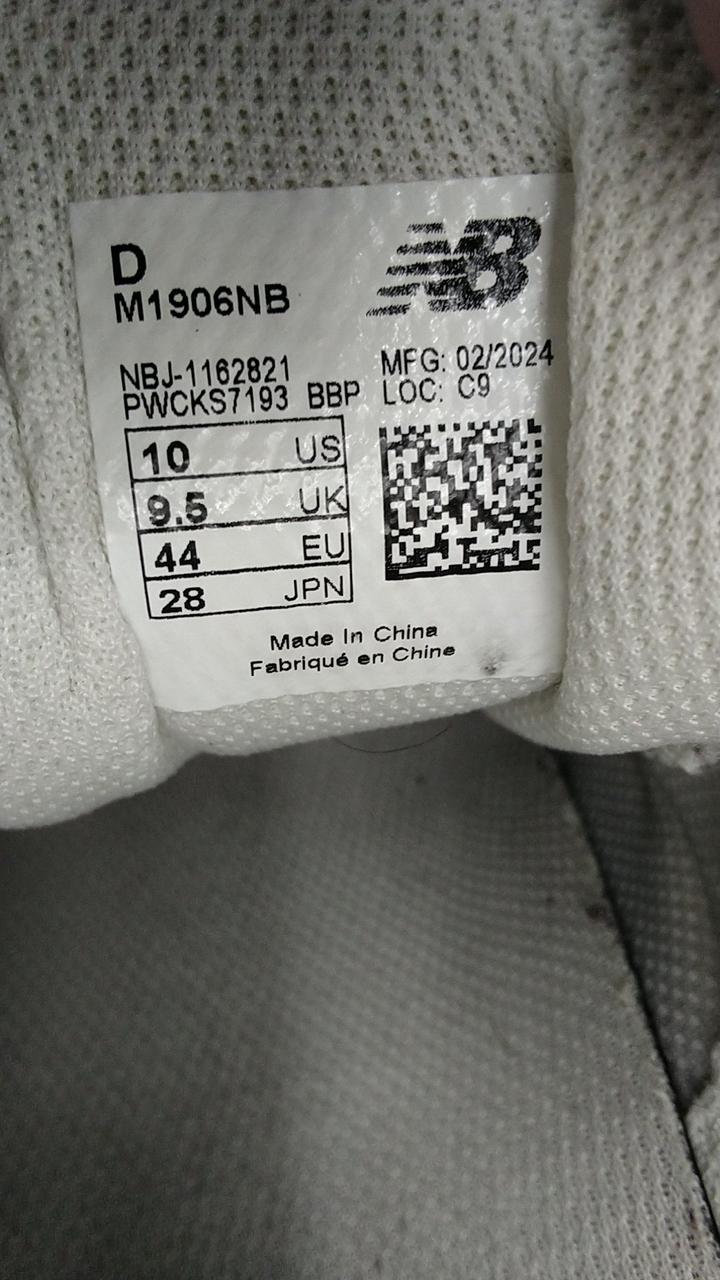 D
M1906NB
NB
NBJ-1162821
PWCKS7193 BBP
MFG: 02/2024
LOC: C9
10 US
9.5 UK
44 EU
28 JPN
Made In China
Fabriqué en Chine